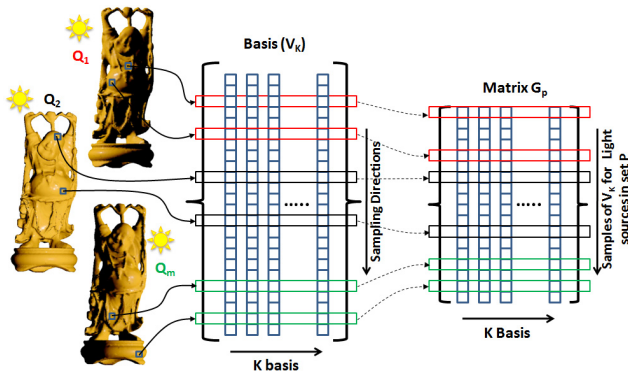 Basis (VK)
Q1
Q2
Qm
.....
Sampling Directions
K basis
Matrix Gp
.....
Samples of VK for Light
sources in set P
K Basis